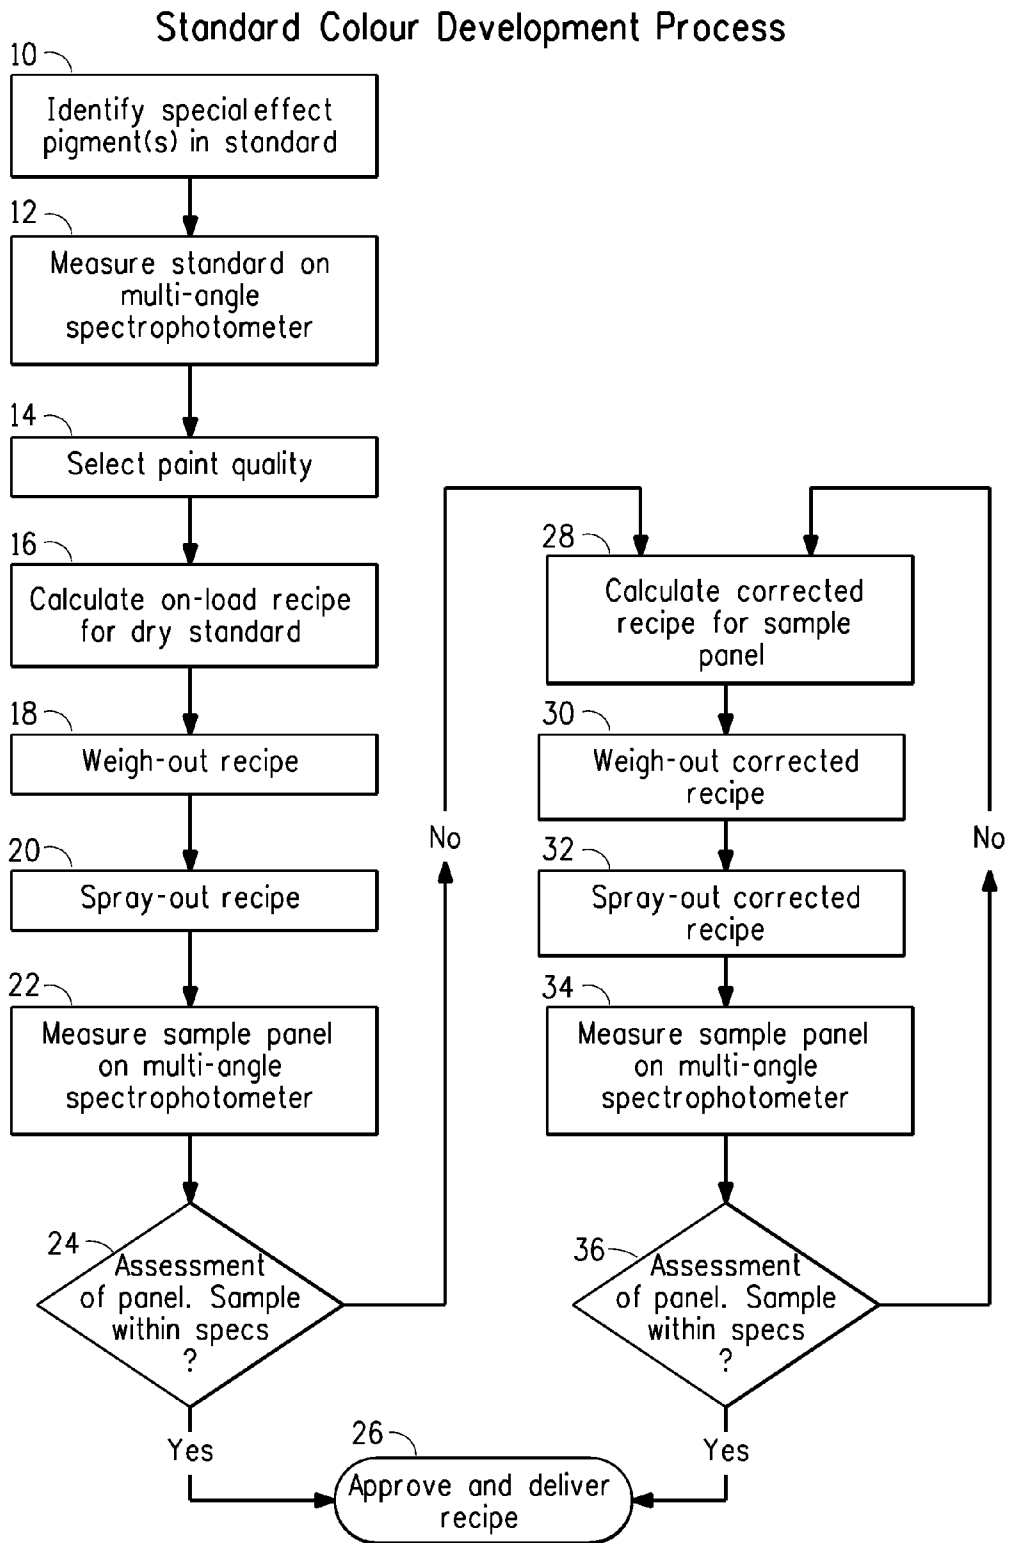 Standard Colour Development Process
10
Identify special effect
pigment(s) in standard
12
Measure standard on
multi-angle
spectrophotometer
14
Select paint quality
16
Calculate on-load recipe
for dry standard
18
Weigh-out recipe
20
Spray-out recipe
22
Measure sample panel
on multi-angle
spectrophotometer
24
Assessment
of panel. Sample
within specs
?
No
Yes
28
Calculate corrected
recipe for sample
panel
30
Weigh-out corrected
recipe
32
Spray-out corrected
recipe
34
Measure sample panel
on multi-angle
spectrophotometer
36
Assessment
of panel. Sample
within specs
?
No
Yes
26
Approve and deliver
recipe